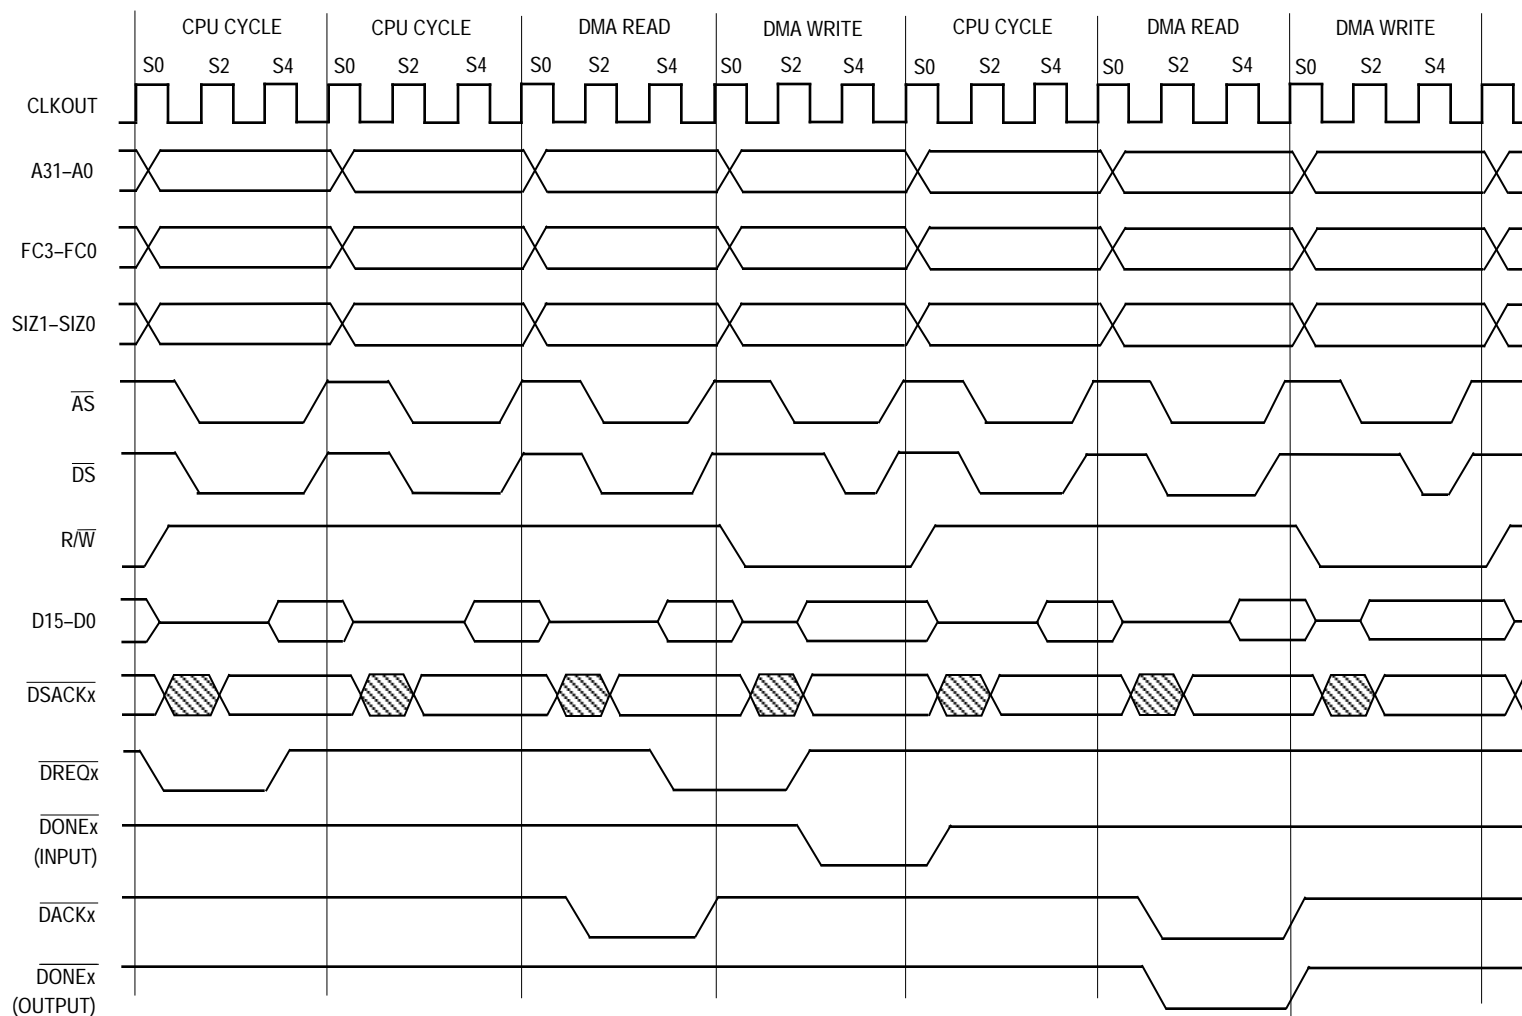 CPU CYCLE CPU CYCLE DMA READ DMA WRITE CPU CYCLE DMA READ DMA WRITE
S0 S2 S4 S0 S2 S4 S0 S2 S4 S0 S2 S4 S0 S2 S4 S0 S2 S4 S0 S2 S4
CLKOUT
A31–A0
FC3–FC0
SIZ1–SIZ0
AS
DS
R/W
D15–D0
DSACKx
DREQx
DONEx
(INPUT)
DACKx
DONEx
(OUTPUT)